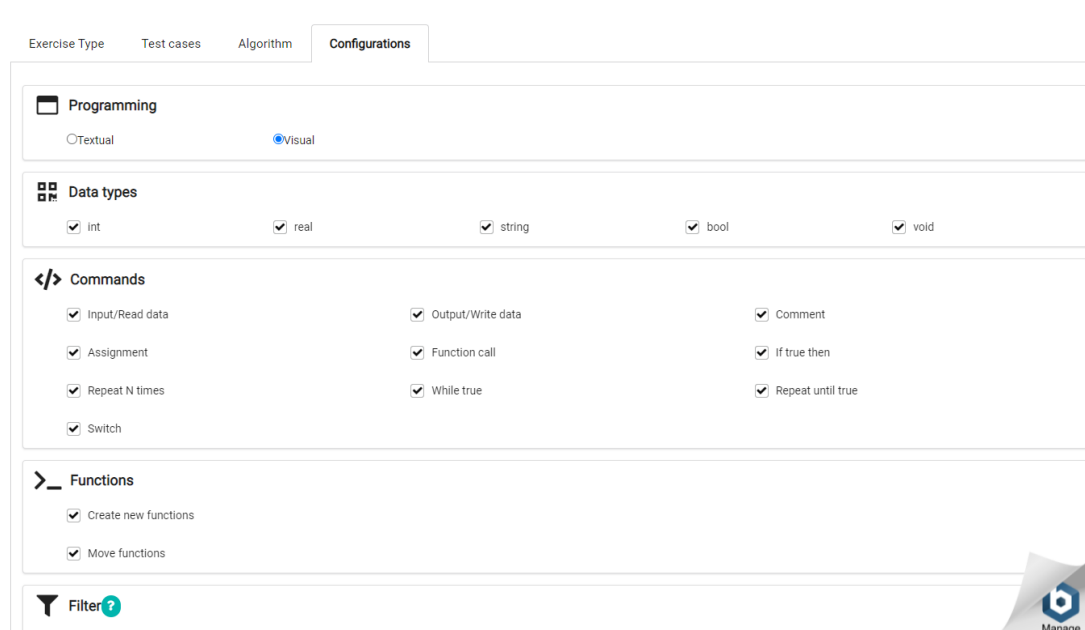 Exercise Type Test cases Algorithm Configurations
Programming
Textual Visual
Data types
int real string bool void
</> Commands
Input/Read data Output/Write data Comment
Assignment Function call If true then
Repeat N times While true Repeat until true
Switch
Functions
Create new functions
Move functions
Filter ?
Manage